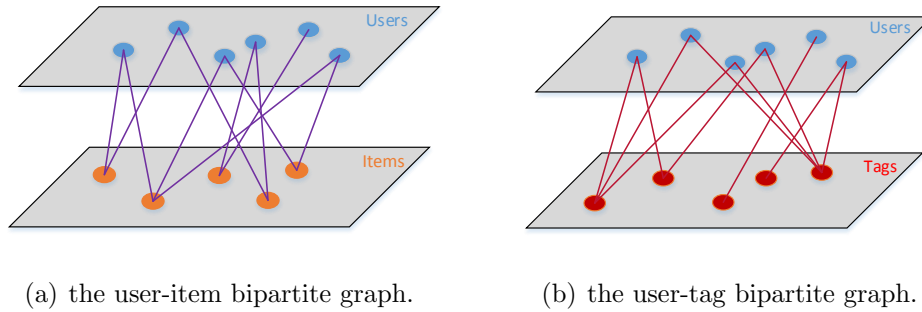 Users
Items
(a) the user-item bipartite graph.
Users
Tags
(b) the user-tag bipartite graph.